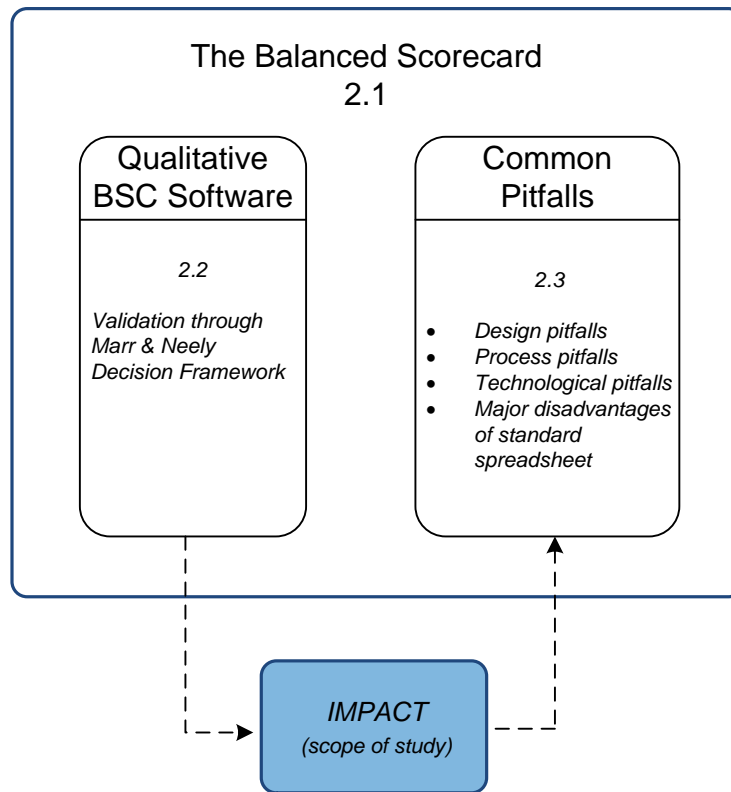 The Balanced Scorecard
2.1
Qualitative
BSC Software
2.2
Validation through
Marr & Neely
Decision Framework
Common
Pitfalls
2.3
• Design pitfalls
• Process pitfalls
• Technological pitfalls
• Major disadvantages
of standard
spreadsheet
IMPACT
(scope of study)